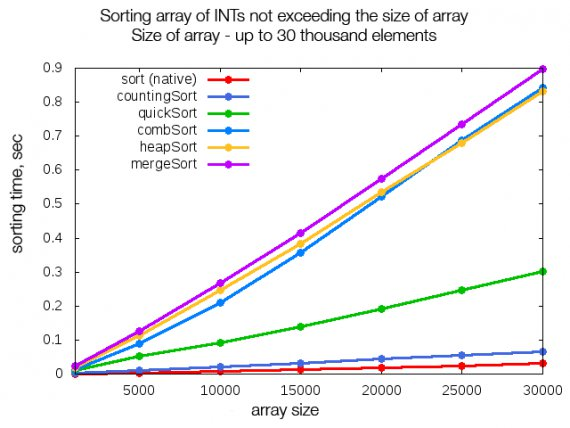 Sorting array of INTs not exceeding the size of array
Size of array - up to 30 thousand elements
sort (native)
countingSort
quickSort
combSort
heapSort
mergeSort
0.9
0.8
0.7
0.6
0.5
0.4
0.3
0.2
0.1
0
sorting time, sec
5000 10000 15000 20000 25000 30000
array size